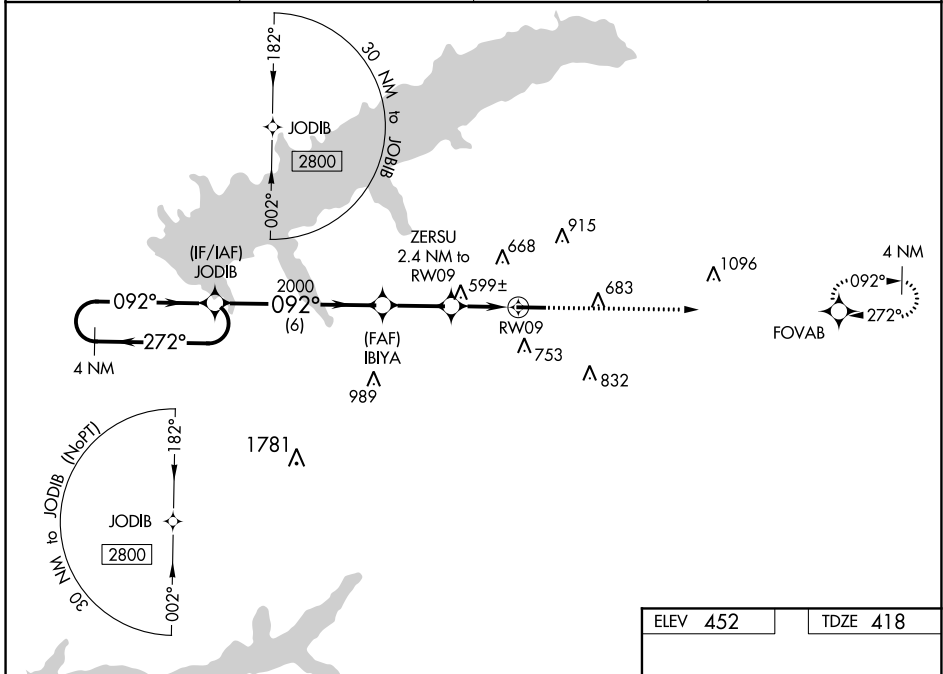 182°
30 NM to JOBIB
JODIB
2800
002°
(IF/IAF)
JODIB
ZERSU
2.4 NM to
RW09
668
915
1096
4 NM
092°
272°
FOVAB
092°
272°
4 NM
2000
092°
(6)
(FAF)
IBIYA
599±
RW09
683
753
832
989
1781
30 NM to JODIB (NoPT)
182°
JODIB
2800
002°
ELEV 452
TDZE 418